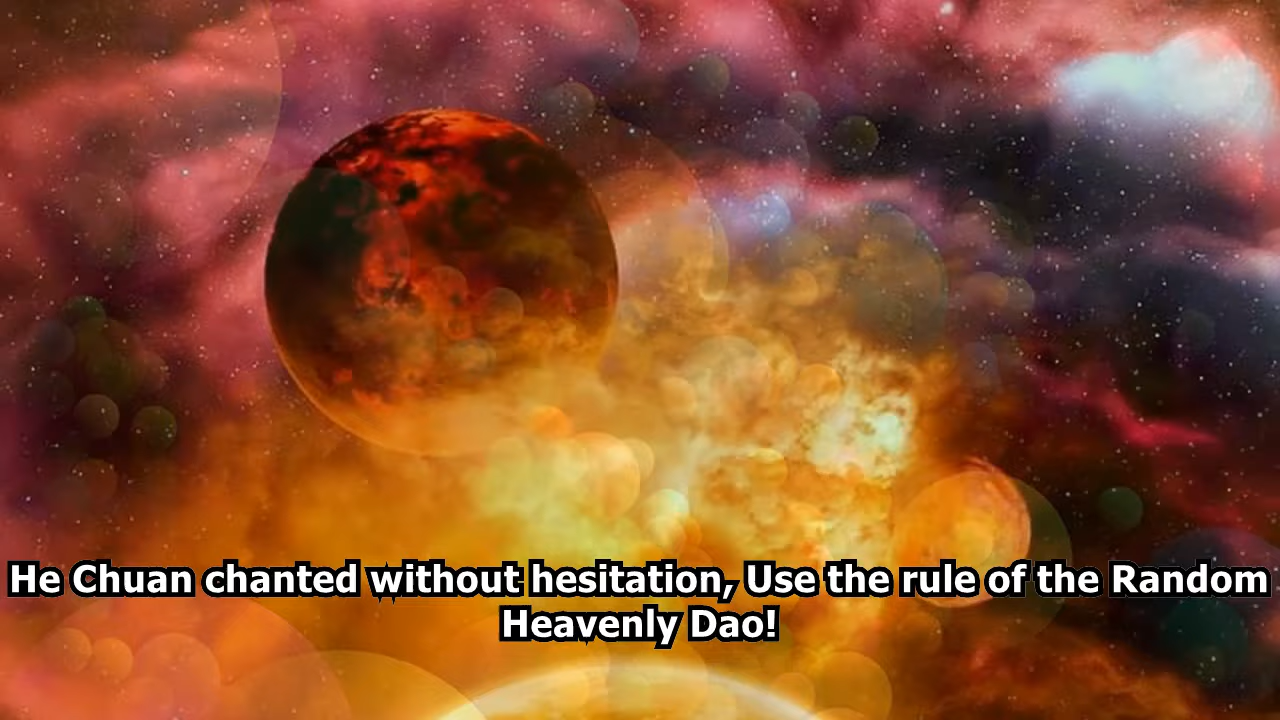 He Chuan chanted without hesitation, Use the rule of the Random
Heavenly Dao!